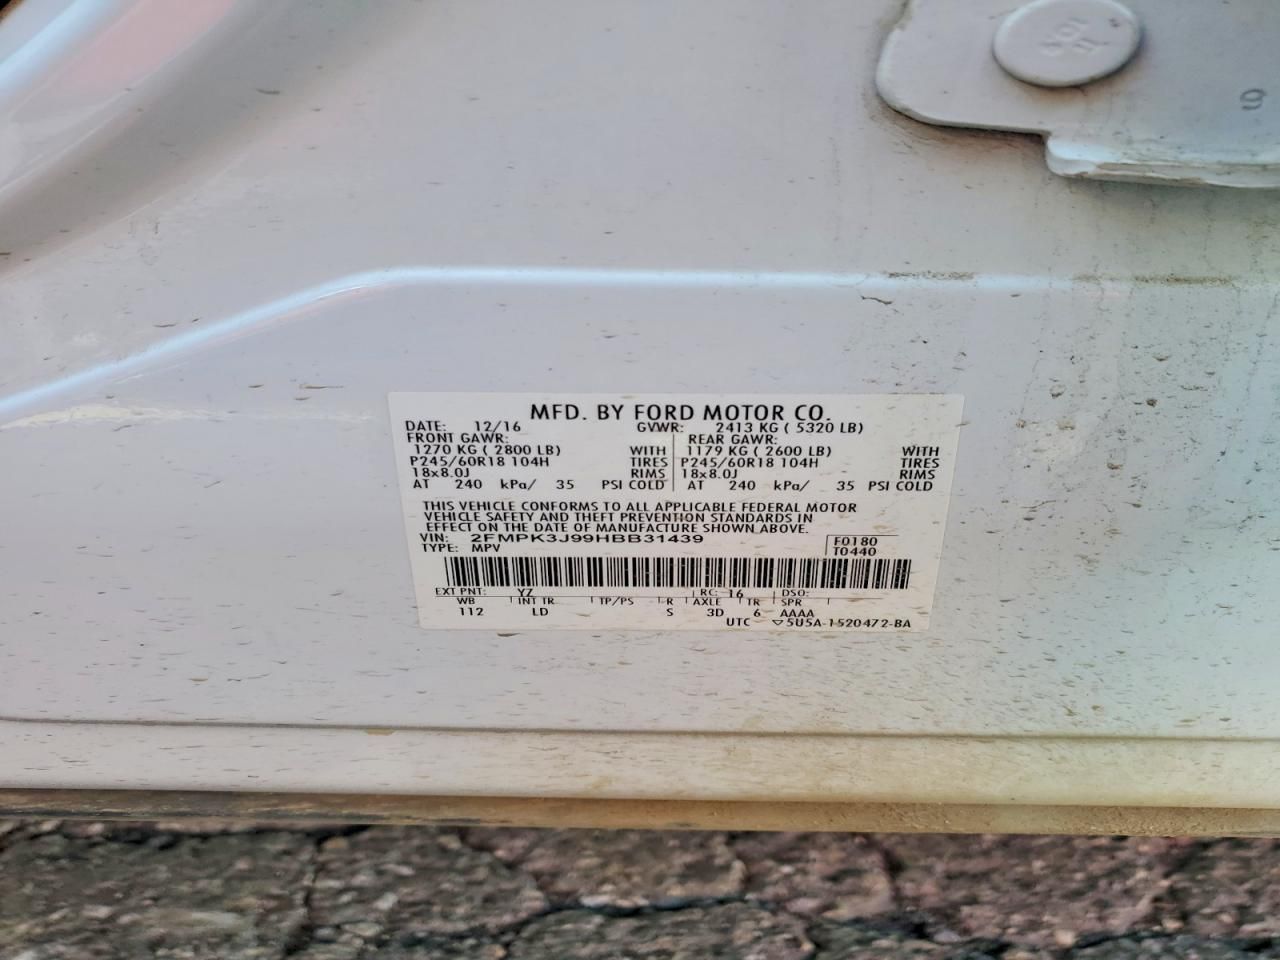 MFD. BY FORD MOTOR CO.
DATE: 12/16 GVWR: 2413 KG ( 5320 LB)
FRONT GAWR: REAR GAWR:
1270 KG ( 2800 LB) WITH 1179 KG ( 2600 LB) WITH
P245/60R18 104H TIRES P245/60R18 104H TIRES
18x8.0J RIMS 18x8.0J RIMS
AT 240 kPa/ 35 PSI COLD AT 240 kPa/ 35 PSI COLD
THIS VEHICLE CONFORMS TO ALL APPLICABLE FEDERAL MOTOR
VEHICLE SAFETY AND THEFT PREVENTION STANDARDS IN
EFFECT ON THE DATE OF MANUFACTURE SHOWN ABOVE.
VIN: 2FMPK3J99HBB31439 F0180
TYPE: MPV T0440
EXT PNT: YZ RC: 16 DSO:
WB INT TR TP/PS R AXLE TR SPR
112 LD S 3D 6 AAAA
UTC ▽5U5A-1520472-BA